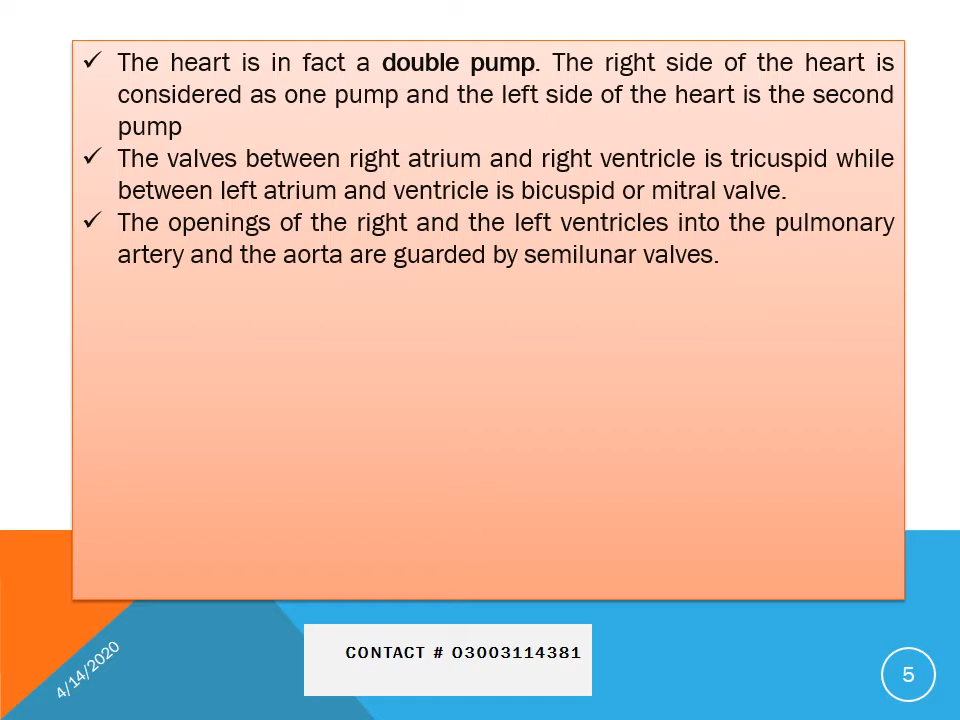 ✓ The heart is in fact a double pump. The right side of the heart is
considered as one pump and the left side of the heart is the second
pump
✓ The valves between right atrium and right ventricle is tricuspid while
between left atrium and ventricle is bicuspid or mitral valve.
✓ The openings of the right and the left ventricles into the pulmonary
artery and the aorta are guarded by semilunar valves.
4/14/2020
CONTACT # 03003114381
5